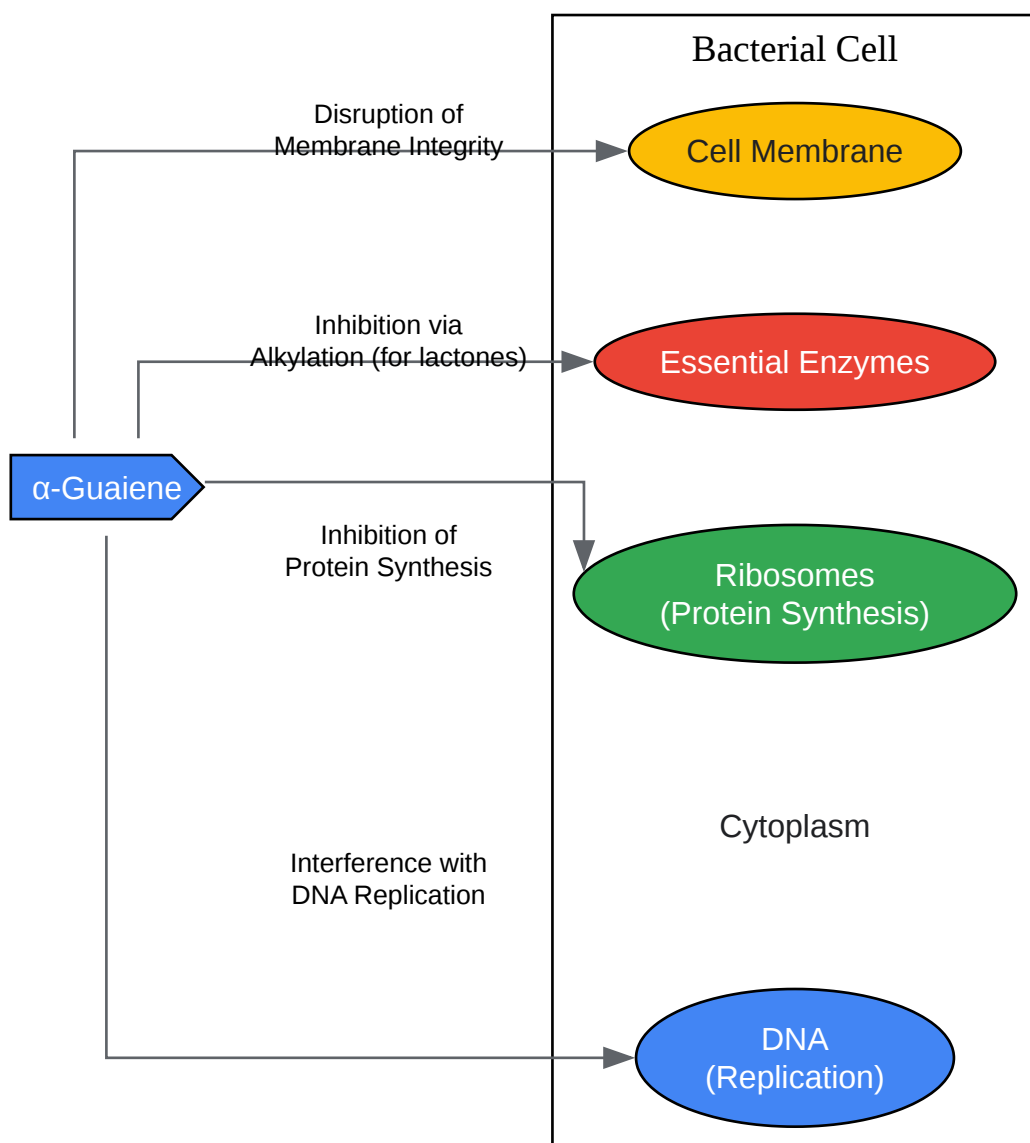 Bacterial Cell
Disruption of
Membrane Integrity
Cell Membrane
Inhibition via
Alkylation (for lactones)
Essential Enzymes
α-Guaiene
Inhibition of
Protein Synthesis
Ribosomes
(Protein Synthesis)
Cytoplasm
Interference with
DNA Replication
DNA
(Replication)